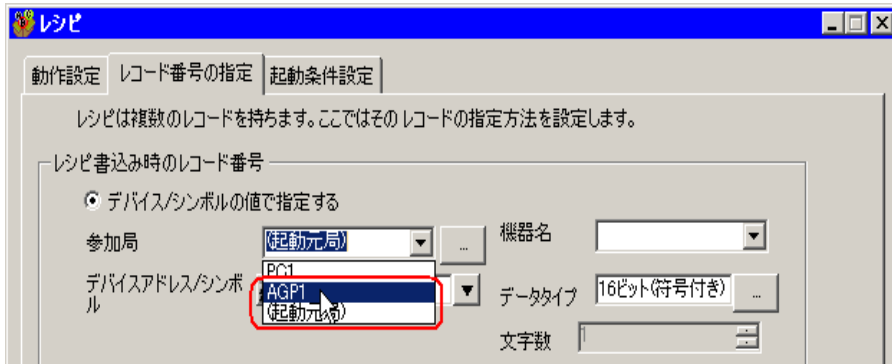 レシピ
動作設定 レコード番号の指定 起動条件設定
レシピは複数のレコードを持ちます。ここではそのレコードの指定方法を設定します。
レシピ書込み時のレコード番号
デバイス/シンボルの値で指定する
参加局 (起動元局) ... 機器名
PC1
デバイスアドレス/シンボル
AGP1
(起動元局)
データタイプ 16ビット(符号付き) ...
文字数 1